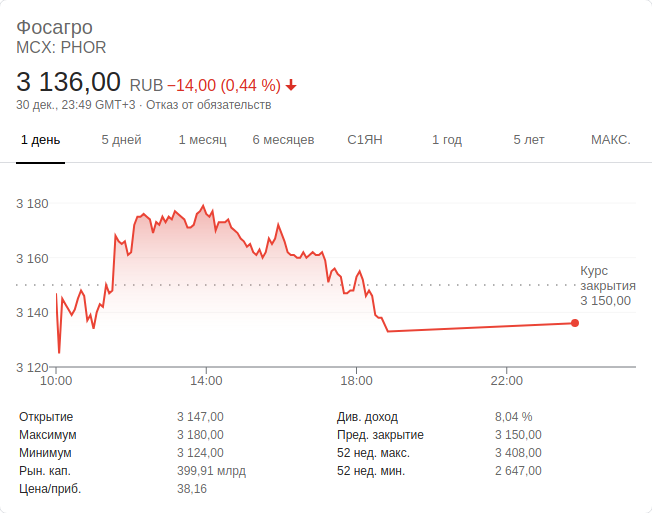 Фосагро
MCX: PHOR
3 136,00 RUB −14,00 (0,44 %)
30 дек., 23:49 GMT+3 · Отказ от обязательств
1 день 5 дней 1 месяц 6 месяцев С1ЯН 1 год 5 лет МАКС.
3 180
3 160
Курс
закрытия
3 150,00
3 140
3 120
10:00 14:00 18:00 22:00
Открытие 3 147,00 Див. доход 8,04 %
Максимум 3 180,00 Пред. закрытие 3 150,00
Минимум 3 124,00 52 нед. макс. 3 408,00
Рын. кап. 399,91 млрд 52 нед. мин. 2 647,00
Цена/приб. 38,16